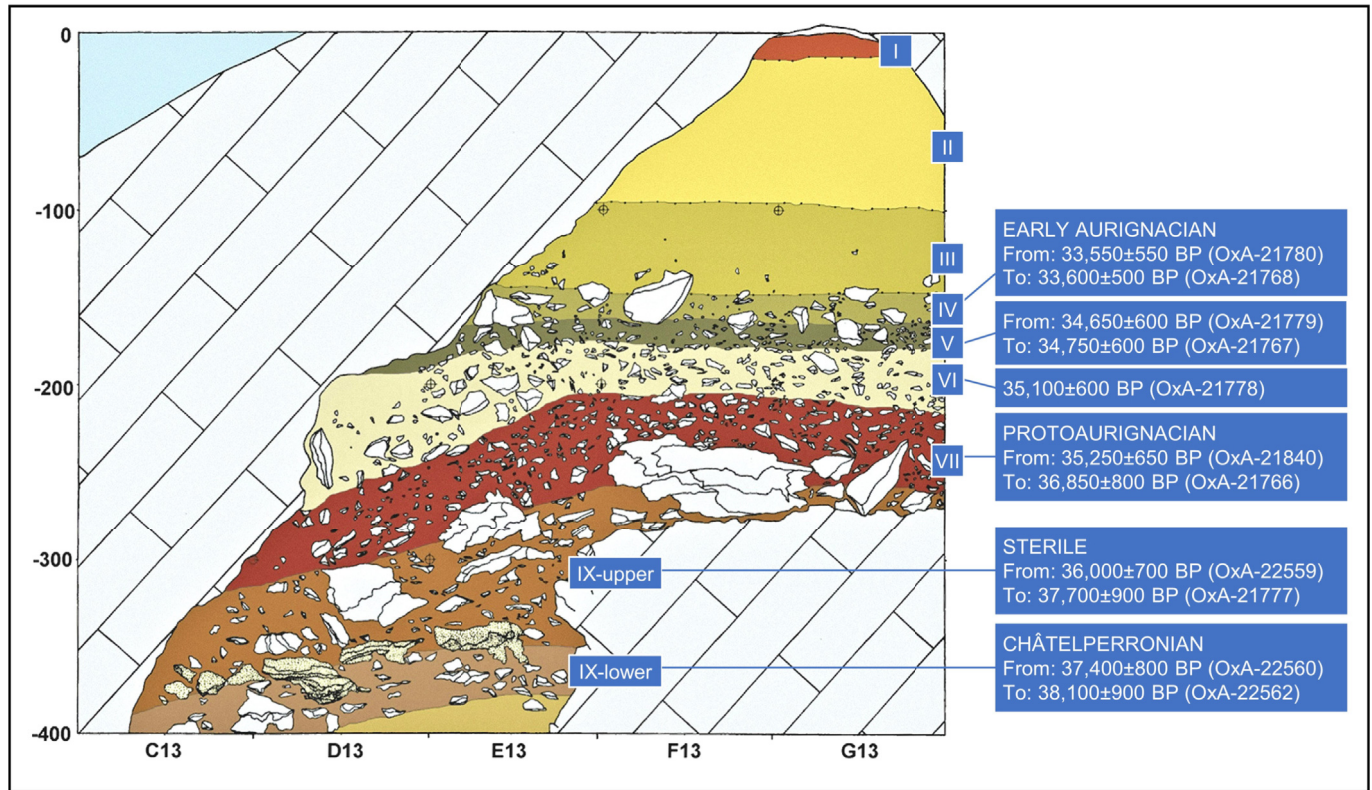 0
-100
-200
-300
-400
C13
D13
E13
F13
G13
I
II
III
IV
V
VI
VII
IX-upper
IX-lower
EARLY AURIGNACIAN
From: 33,550±550 BP (OxA-21780)
To: 33,600±500 BP (OxA-21768)
From: 34,650±600 BP (OxA-21779)
To: 34,750±600 BP (OxA-21767)
35,100±600 BP (OxA-21778)
PROTOAURIGNACIAN
From: 35,250±650 BP (OxA-21840)
To: 36,850±800 BP (OxA-21766)
STERILE
From: 36,000±700 BP (OxA-22559)
To: 37,700±900 BP (OxA-21777)
CHÂTELPERRONIAN
From: 37,400±800 BP (OxA-22560)
To: 38,100±900 BP (OxA-22562)